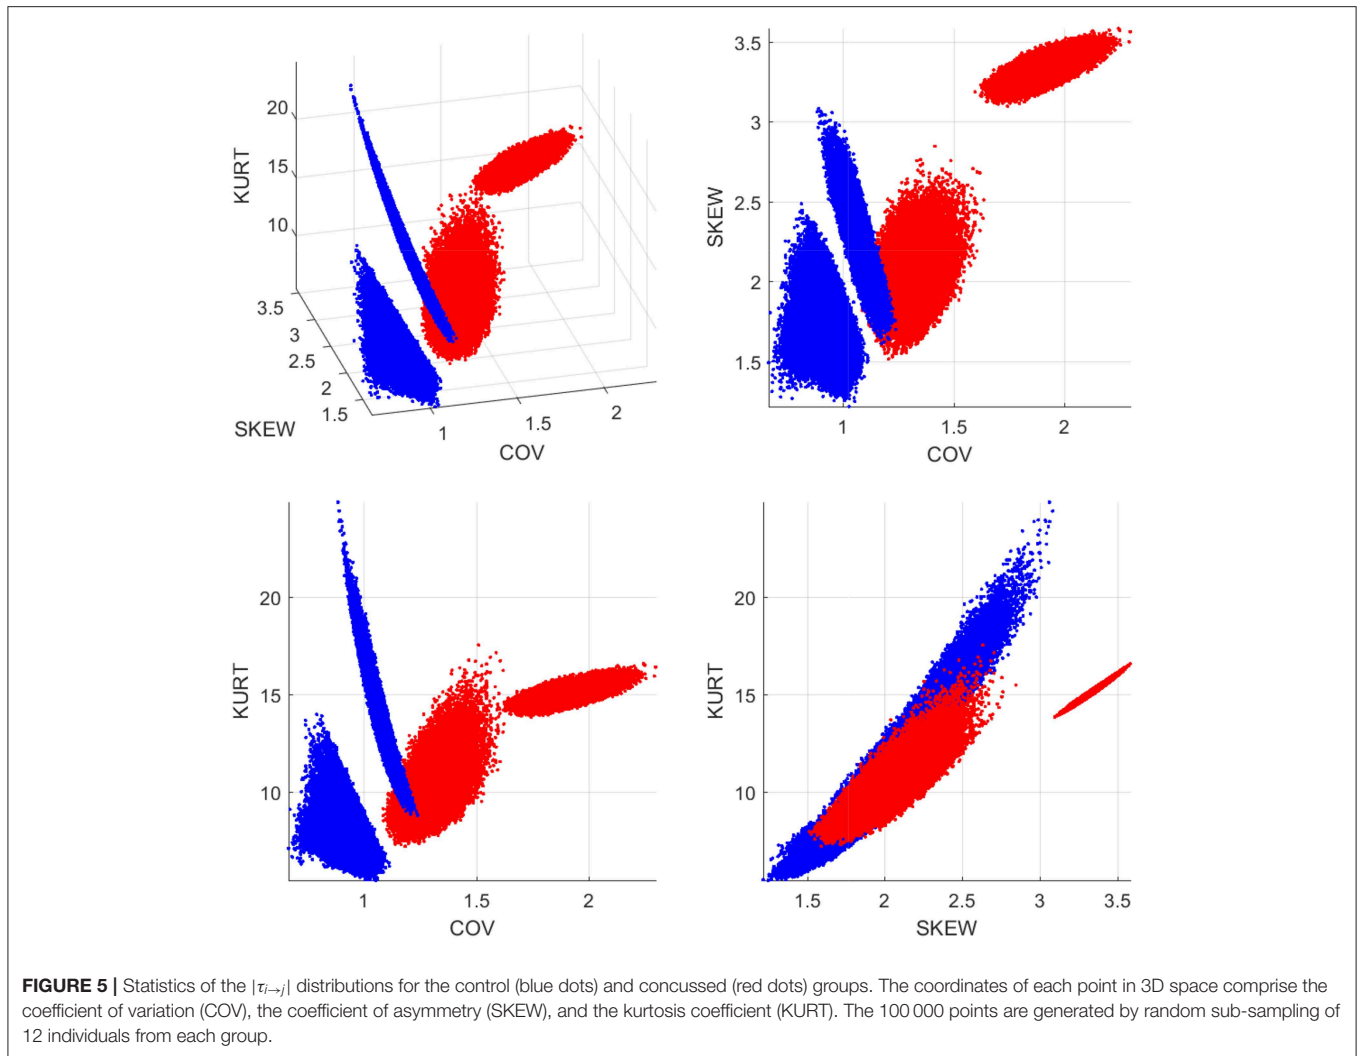 20
15
10
KURT
3.5
3
2.5
2
1.5
SKEW
1
1.5
2
COV
3.5
3
2.5
2
1.5
SKEW
1
1.5
2
COV
20
15
10
KURT
1
1.5
2
COV
20
15
10
KURT
1.5
2
2.5
3
3.5
SKEW
FIGURE 5 | Statistics of the |τi→j| distributions for the control (blue dots) and concussed (red dots) groups. The coordinates of each point in 3D space comprise the
coefficient of variation (COV), the coefficient of asymmetry (SKEW), and the kurtosis coefficient (KURT). The 100 000 points are generated by random sub-sampling of
12 individuals from each group.